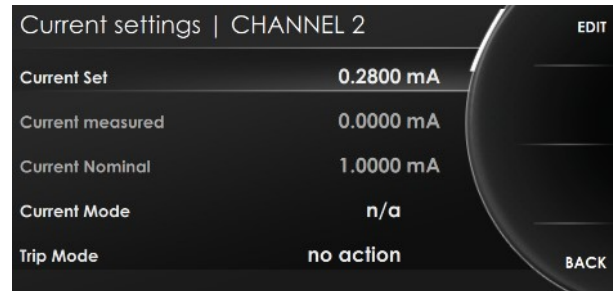 Current settings | CHANNEL 2
EDIT
Current Set 0.2800 mA
Current measured 0.0000 mA
Current Nominal 1.0000 mA
Current Mode n/a
Trip Mode no action
BACK